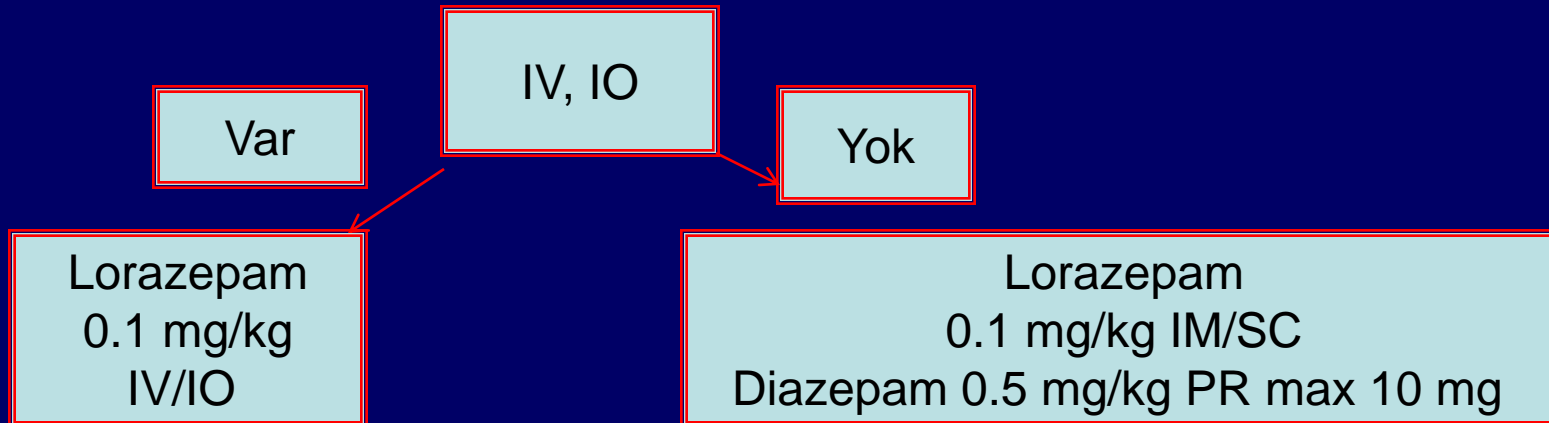 IV, IO
Var
Yok
Lorazepam
0.1 mg/kg
IV/IO
Lorazepam
0.1 mg/kg IM/SC
Diazepam 0.5 mg/kg PR max 10 mg